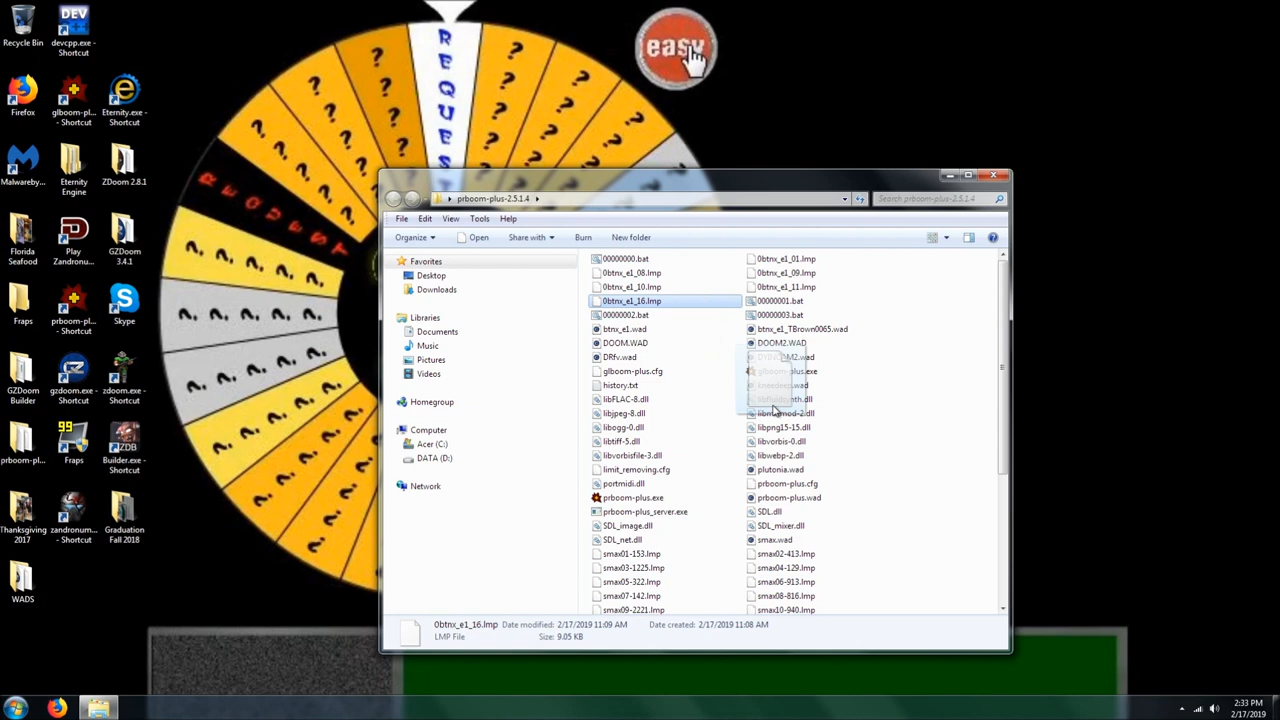 Recycle Bin
DEV
devcpp.exe - Shortcut
Firefox
glboom-pl... - Shortcut
Eternity.exe - Shortcut
Malwareby...
Eternity Engine
ZDoom 2.8.1
Florida Seafood
Play Zandronu...
GZDoom 3.4.1
Fraps
prboom-pl... - Shortcut
Skype
GZDoom Builder
gzdoom.exe - Shortcut
zdoom.exe - Shortcut
prboom-pl...
99
Fraps
ZDB
Builder.exe - Shortcut
Thanksgiving 2017
zandronum... - Shortcut
Graduation Fall 2018
WADS
REQUEST
REQUEST
? ? ? ?
easy
prboom-plus-2.5.1.4
Search prboom-plus-2.5.1.4
File Edit View Tools Help
Organize Open Share with Burn New folder
Favorites
Desktop
Downloads
Libraries
Documents
Music
Pictures
Videos
Homegroup
Computer
Acer (C:)
DATA (D:)
Network
00000000.bat 0btnx_e1_01.lmp
0btnx_e1_08.lmp 0btnx_e1_09.lmp
0btnx_e1_10.lmp 0btnx_e1_11.lmp
0btnx_e1_16.lmp 00000001.bat
00000002.bat 00000003.bat
btnx_e1.wad btnx_e1_TBrown0065.wad
DOOM.WAD DOOM2.WAD
DRfv.wad
glboom-plus.cfg glboom-plus.exe
history.txt
libFLAC-8.dll libfluidsynth.dll
libjpeg-8.dll
libogg-0.dll libpng15-15.dll
libtiff-5.dll libvorbis-0.dll
libvorbisfile-3.dll libwebp-2.dll
limit_removing.cfg plutonia.wad
portmidi.dll prboom-plus.cfg
prboom-plus.exe prboom-plus.wad
prboom-plus_server.exe SDL.dll
SDL_image.dll SDL_mixer.dll
SDL_net.dll smax.wad
smax01-153.lmp smax02-413.lmp
smax03-1225.lmp smax04-129.lmp
smax05-322.lmp smax06-913.lmp
smax07-142.lmp smax08-816.lmp
smax09-2221.lmp smax10-940.lmp
0btnx_e1_16.lmp Date modified: 2/17/2019 11:09 AM Date created: 2/17/2019 11:08 AM
LMP File Size: 9.05 KB
2:33 PM
2/17/2019